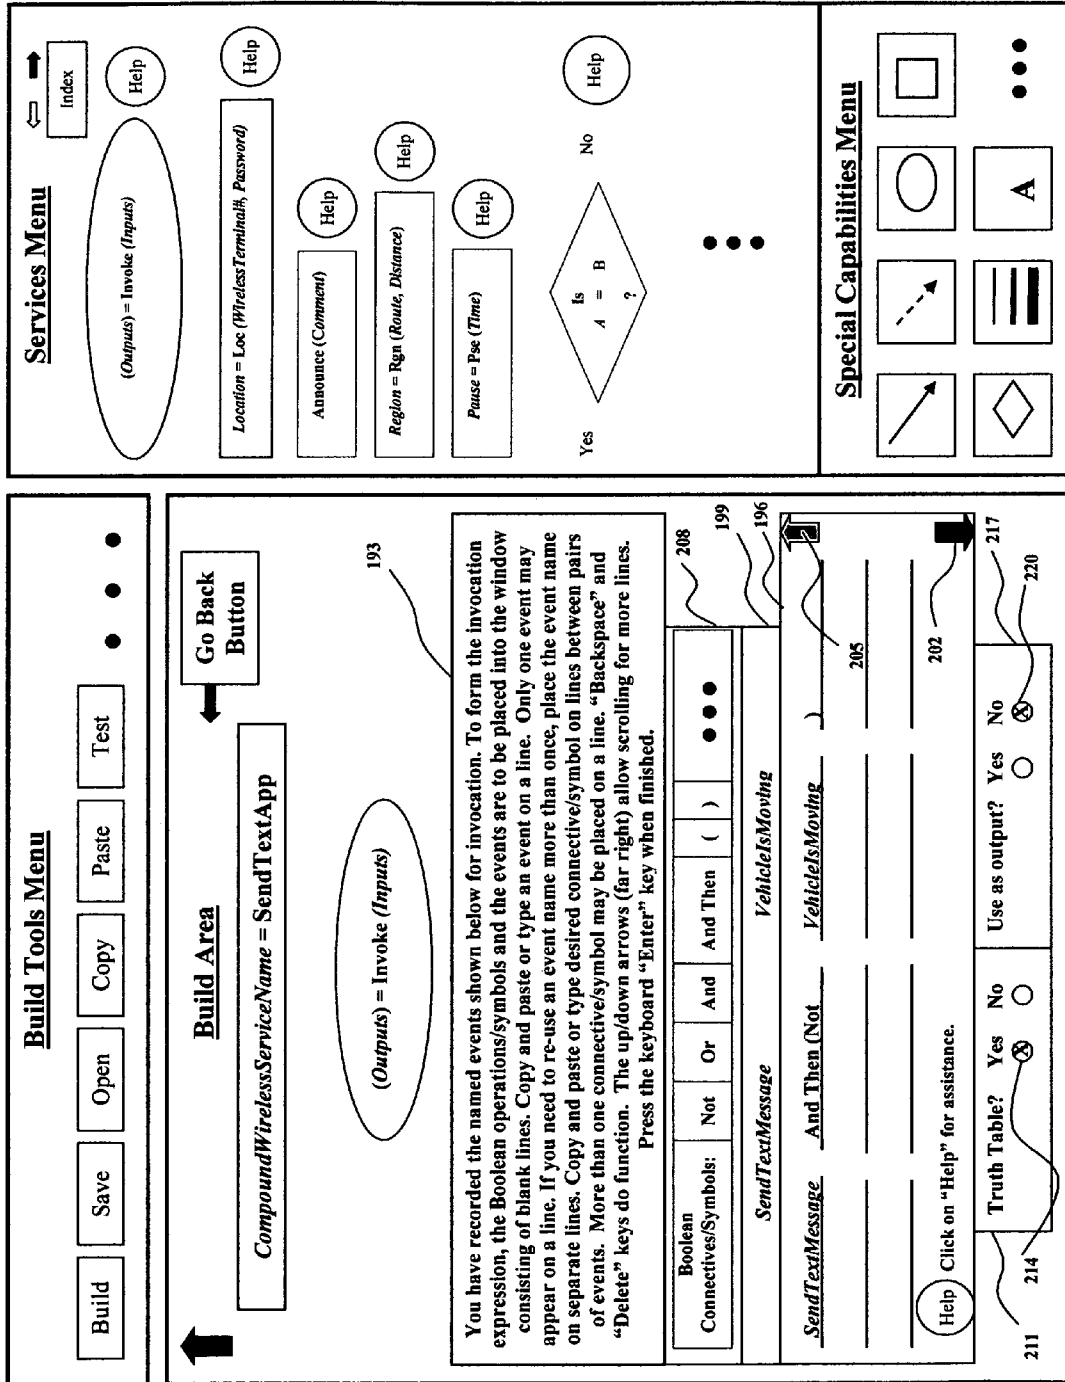 Build Tools Menu
Build
Save
Open
Copy
Paste
Test
Build Area
Go Back
Button
CompoundWirelessServiceName = SendTextApp
(Outputs) = Invoke (Inputs)
193
You have recorded the named events shown below for invocation. To form the invocation
expression, the Boolean operations/symbols and the events are to be placed into the window
consisting of blank lines. Copy and paste or type an event on a line. Only one event may
appear on a line. If you need to re-use an event name more than once, place the event name
on separate lines. Copy and paste or type desired connective/symbol on lines between pairs
of events. More than one connective/symbol may be placed on a line. “Backspace” and
“Delete” keys do function. The up/down arrows (far right) allow scrolling for more lines.
Press the keyboard “Enter” key when finished.
Boolean
Connectives/Symbols:
Not
Or
And
And Then
(
)
208
SendTextMessage
VehicleIsMoving
199
196
SendTextMessage
And Then (Not
VehicleIsMoving
)
205
202
Help
Click on “Help” for assistance.
Truth Table?
Yes
No
Use as output?
Yes
No
211
214
217
220
Services Menu
Index
(Outputs) = Invoke (Inputs)
Help
Location = Loc (WirelessTerminal#, Password)
Help
Announce (Comment)
Help
Region = Rgn (Route, Distance)
Help
Pause = Pse (Time)
Help
Yes
Is
A = B
?
No
Help
Special Capabilities Menu
A